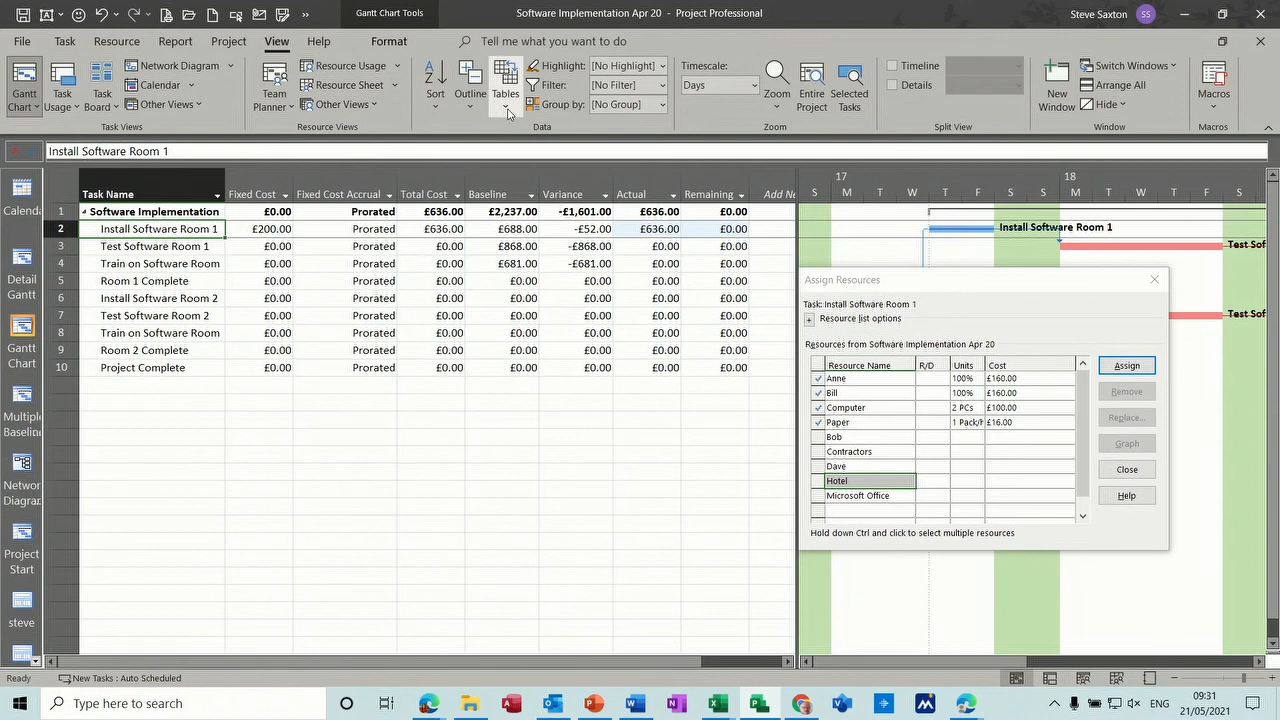 Gantt Chart Tools
Software Implementation Apr 20 - Project Professional
Steve Saxton
SS
File Task Resource Report Project View Help Format
Tell me what you want to do
Gantt Chart
Task Usage
Task Board
Network Diagram
Calendar
Other Views
Task Views
Team Planner
Resource Usage
Resource Sheet
Other Views
Resource Views
Sort
Outline
Tables
Highlight: [No Highlight]
Filter: [No Filter]
Group by: [No Group]
Data
Timescale:
Days
Zoom
Entire Project
Selected Tasks
Zoom
Timeline
Details
Split View
New Window
Switch Windows
Arrange All
Hide
Window
Macros
Macros
Install Software Room 1
Task Name Fixed Cost Fixed Cost Accrual Total Cost Baseline Variance Actual Remaining Add Ne
1 Software Implementation £0.00 Prorated £636.00 £2,237.00 -£1,601.00 £636.00 £0.00
2 Install Software Room 1 £200.00 Prorated £636.00 £688.00 -£52.00 £636.00 £0.00
3 Test Software Room 1 £0.00 Prorated £0.00 £868.00 -£868.00 £0.00 £0.00
4 Train on Software Room £0.00 Prorated £0.00 £681.00 -£681.00 £0.00 £0.00
5 Room 1 Complete £0.00 Prorated £0.00 £0.00 £0.00 £0.00 £0.00
6 Install Software Room 2 £0.00 Prorated £0.00 £0.00 £0.00 £0.00 £0.00
7 Test Software Room 2 £0.00 Prorated £0.00 £0.00 £0.00 £0.00 £0.00
8 Train on Software Room £0.00 Prorated £0.00 £0.00 £0.00 £0.00 £0.00
9 Room 2 Complete £0.00 Prorated £0.00 £0.00 £0.00 £0.00 £0.00
10 Project Complete £0.00 Prorated £0.00 £0.00 £0.00 £0.00 £0.00
Calenda
Detail Gantt
Gantt Chart
Multiple Baselin
Network Diagran
Project Start
steve
17 18
S M T W T F S S M T W T F S
Install Software Room 1
Test Sof
Test Sof
Assign Resources
Task: Install Software Room 1
+ Resource list options
Resources from Software Implementation Apr 20
Resource Name R/D Units Cost
Anne 100% £160.00
Bill 100% £160.00
Computer 2 PCs £100.00
Paper 1 Pack/h £16.00
Bob
Contractors
Dave
Hotel
Microsoft Office
Assign
Remove
Replace...
Graph
Close
Help
Hold down Ctrl and click to select multiple resources
Ready
New Tasks : Auto Scheduled
Type here to search
ENG
09:31
21/05/2021